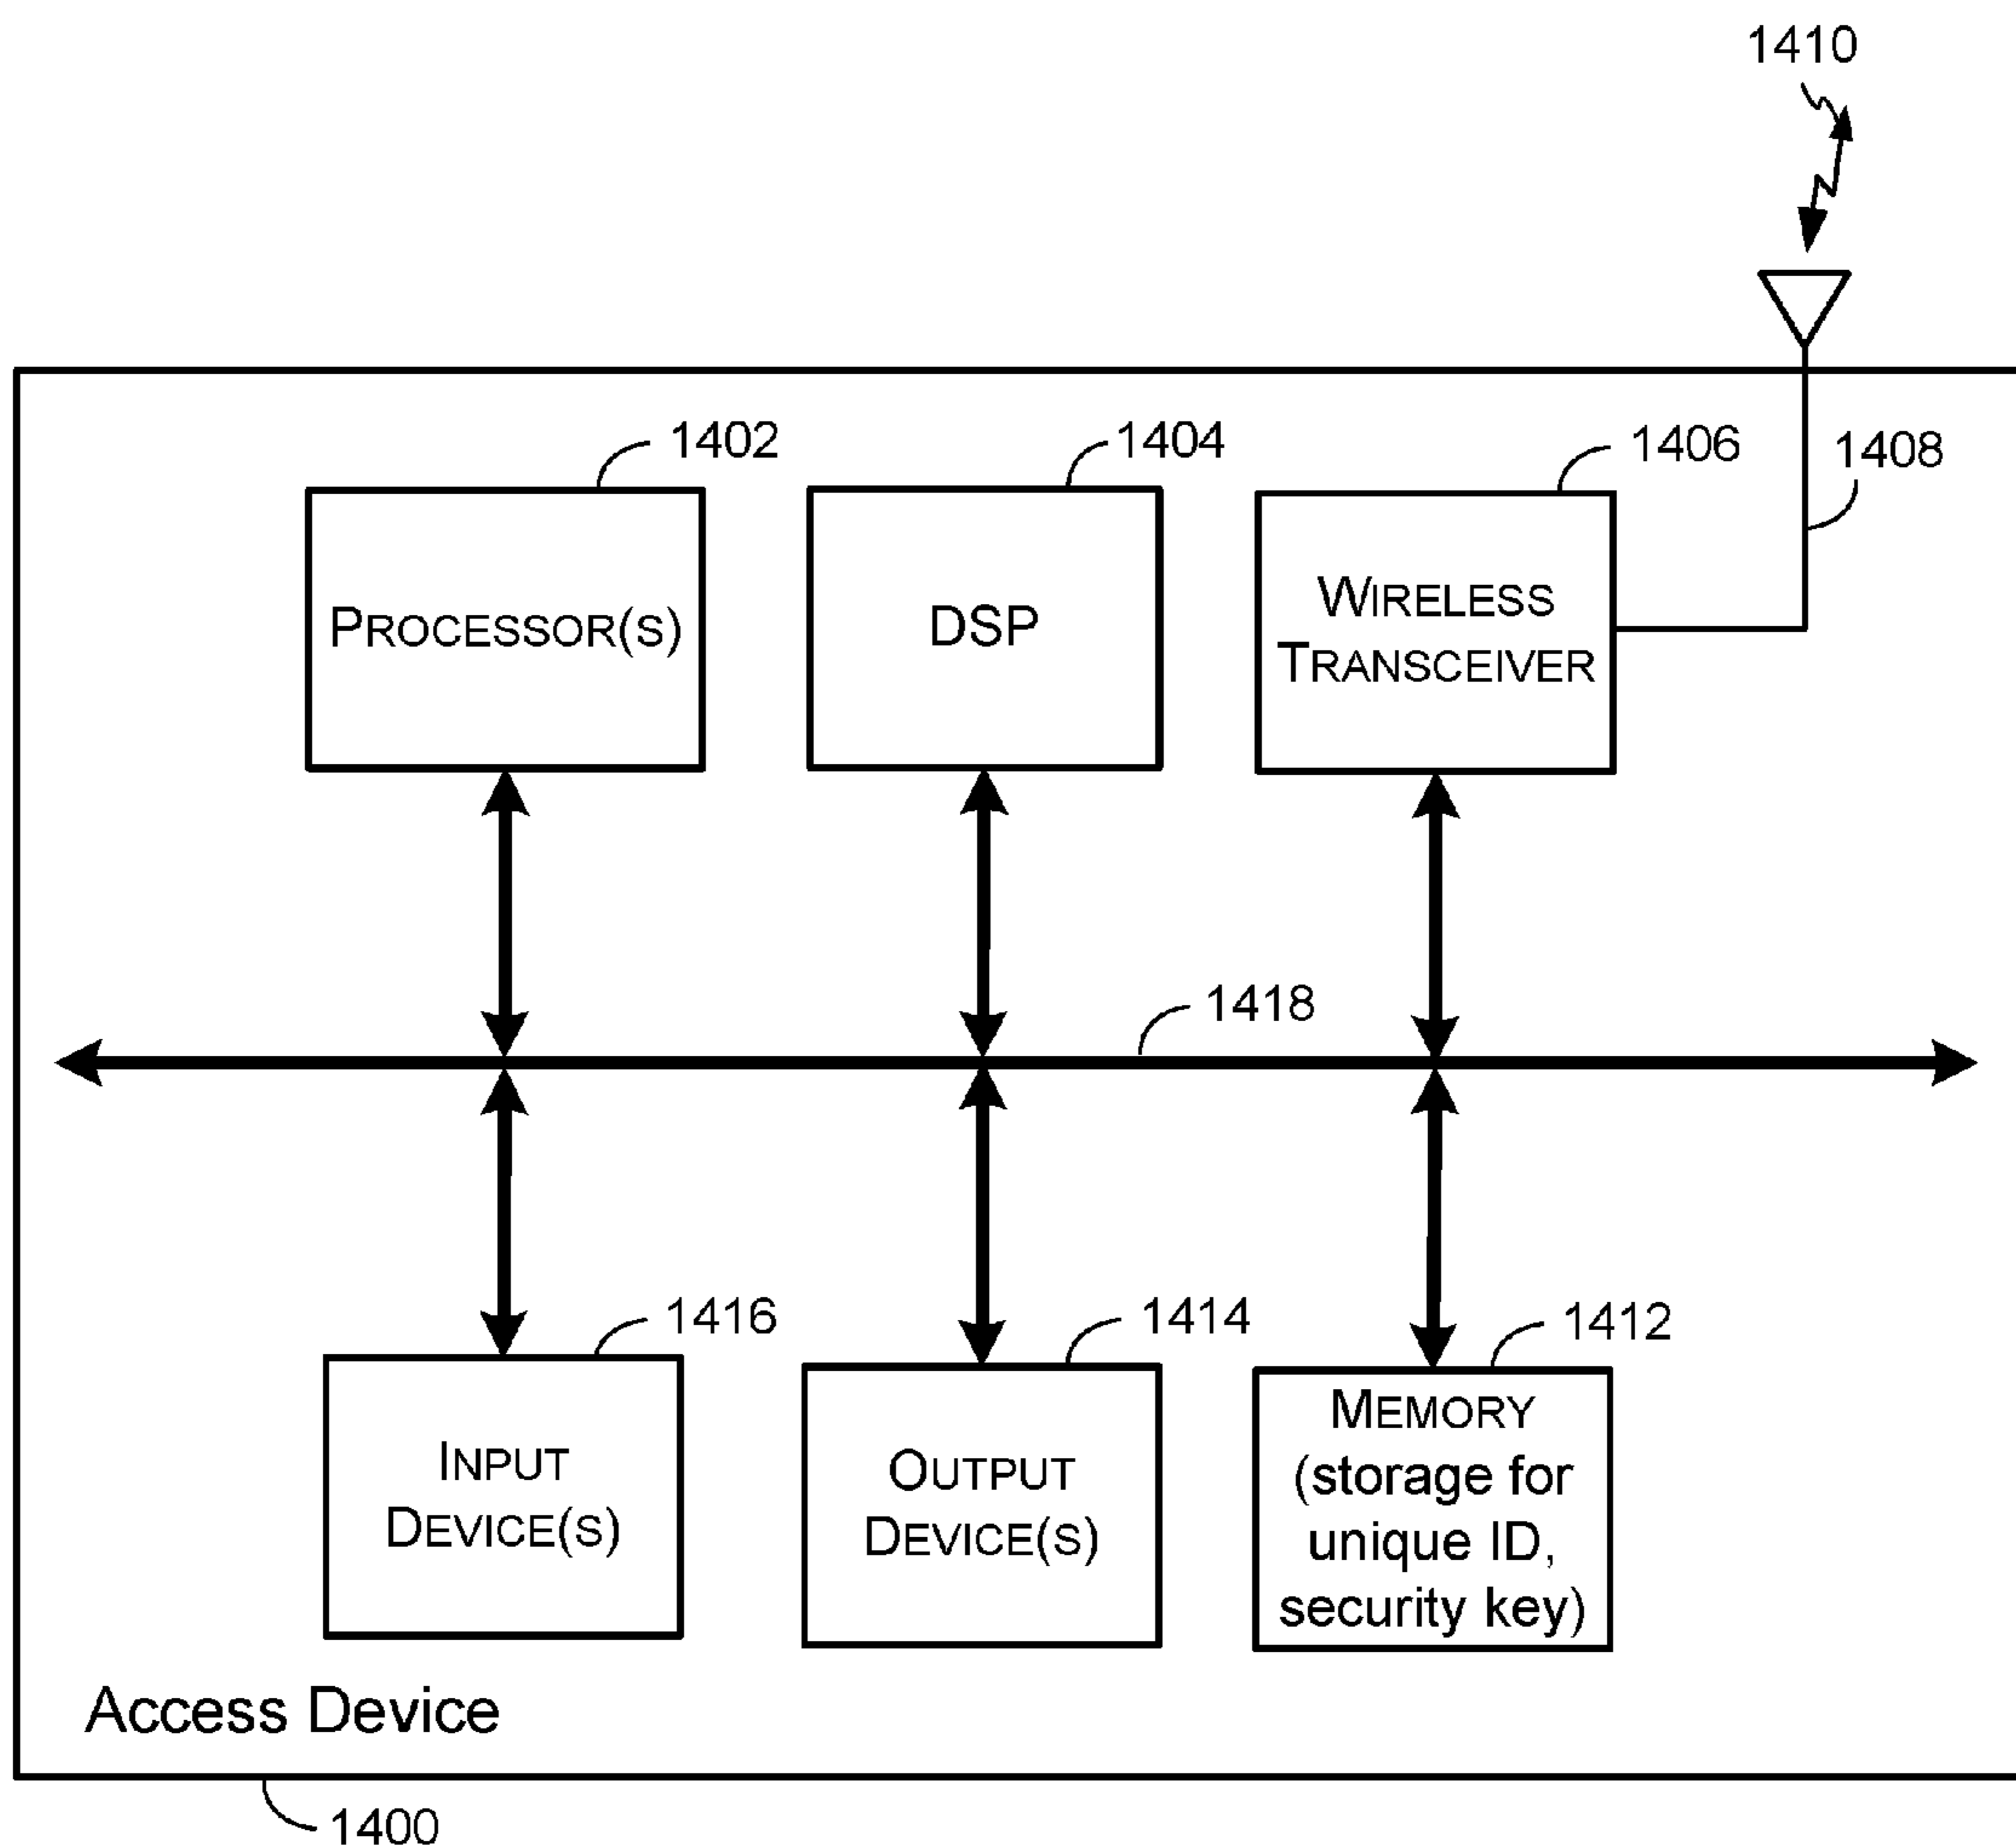 1410
1402
1404
1406
1408
PROCESSOR(S)
DSP
WIRELESS
TRANSCEIVER
1418
1416
1414
1412
INPUT
DEVICE(S)
OUTPUT
DEVICE(S)
MEMORY
(storage for
unique ID,
security key)
Access Device
1400